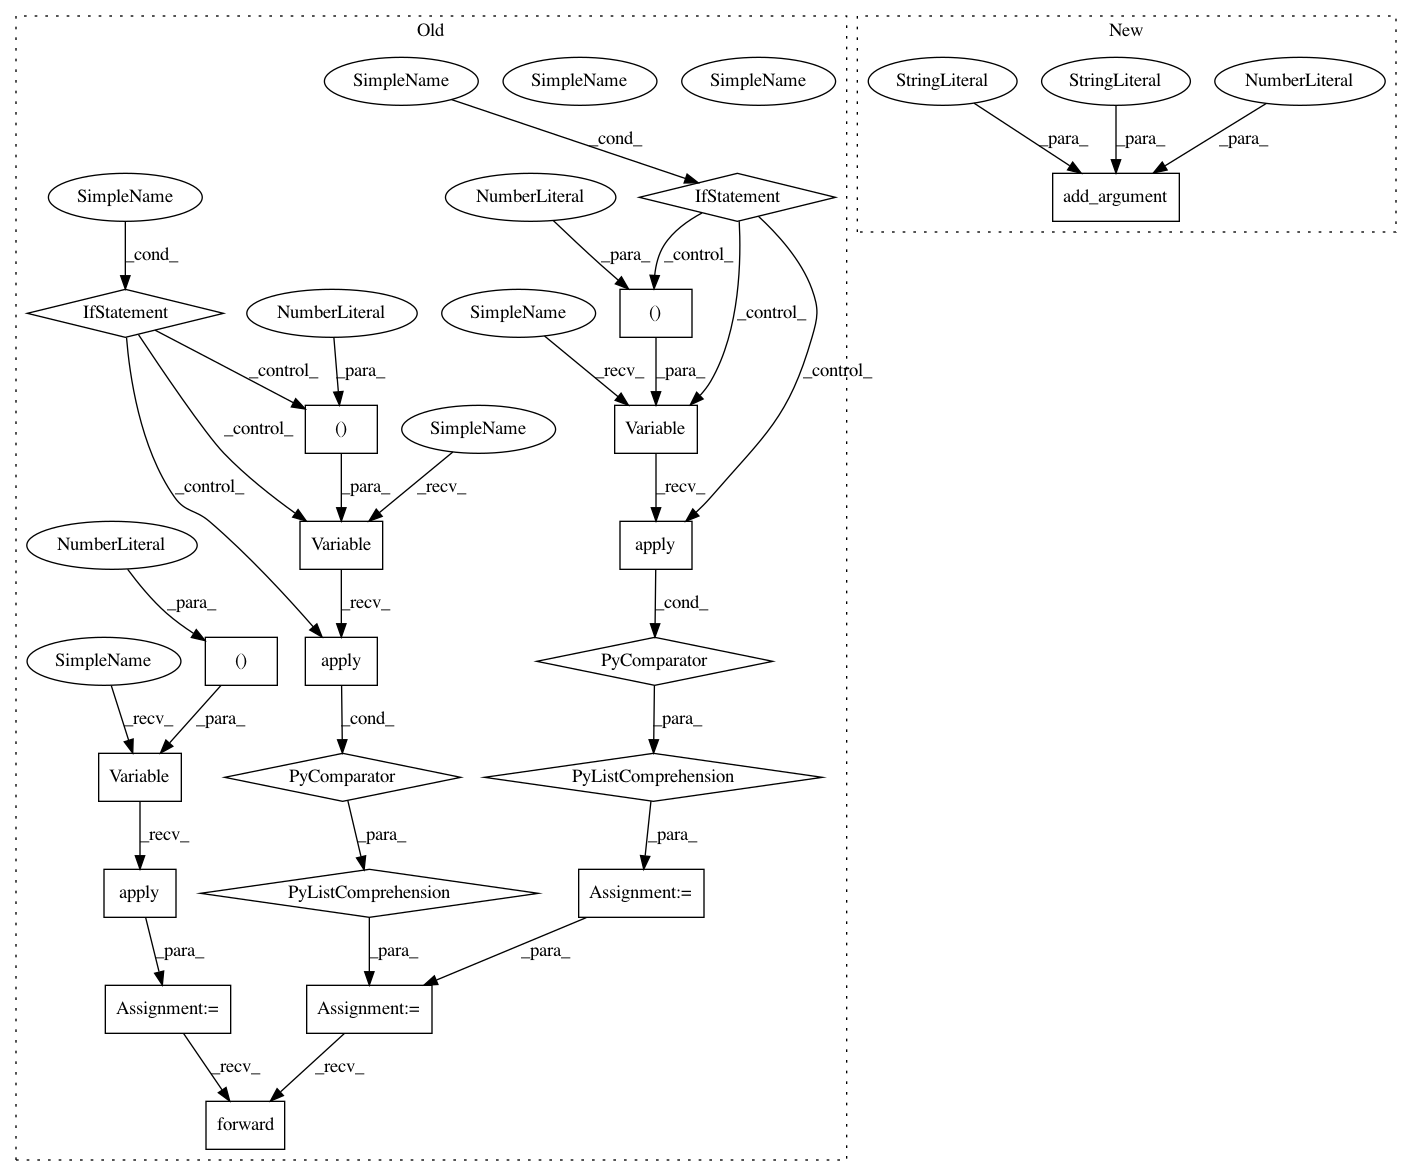 Old
New
SimpleName
SimpleName
SimpleName
StringLiteral
StringLiteral
NumberLiteral
_cond_
_para_
_para_
_para_
SimpleName
NumberLiteral
IfStatement
add_argument
_cond_
_para_
_control_
IfStatement
NumberLiteral
SimpleName
()
_control_
_control_
_para_
_recv_
_para_
_control_
()
SimpleName
Variable
_control_
_control_
_para_
_recv_
_recv_
NumberLiteral
Variable
apply
_para_
_recv_
_cond_
SimpleName
()
apply
PyComparator
_recv_
_para_
_cond_
_para_
Variable
PyComparator
PyListComprehension
_recv_
_para_
_para_
apply
PyListComprehension
Assignment:=
_para_
_para_
_para_
Assignment:=
Assignment:=
_recv_
_recv_
forward